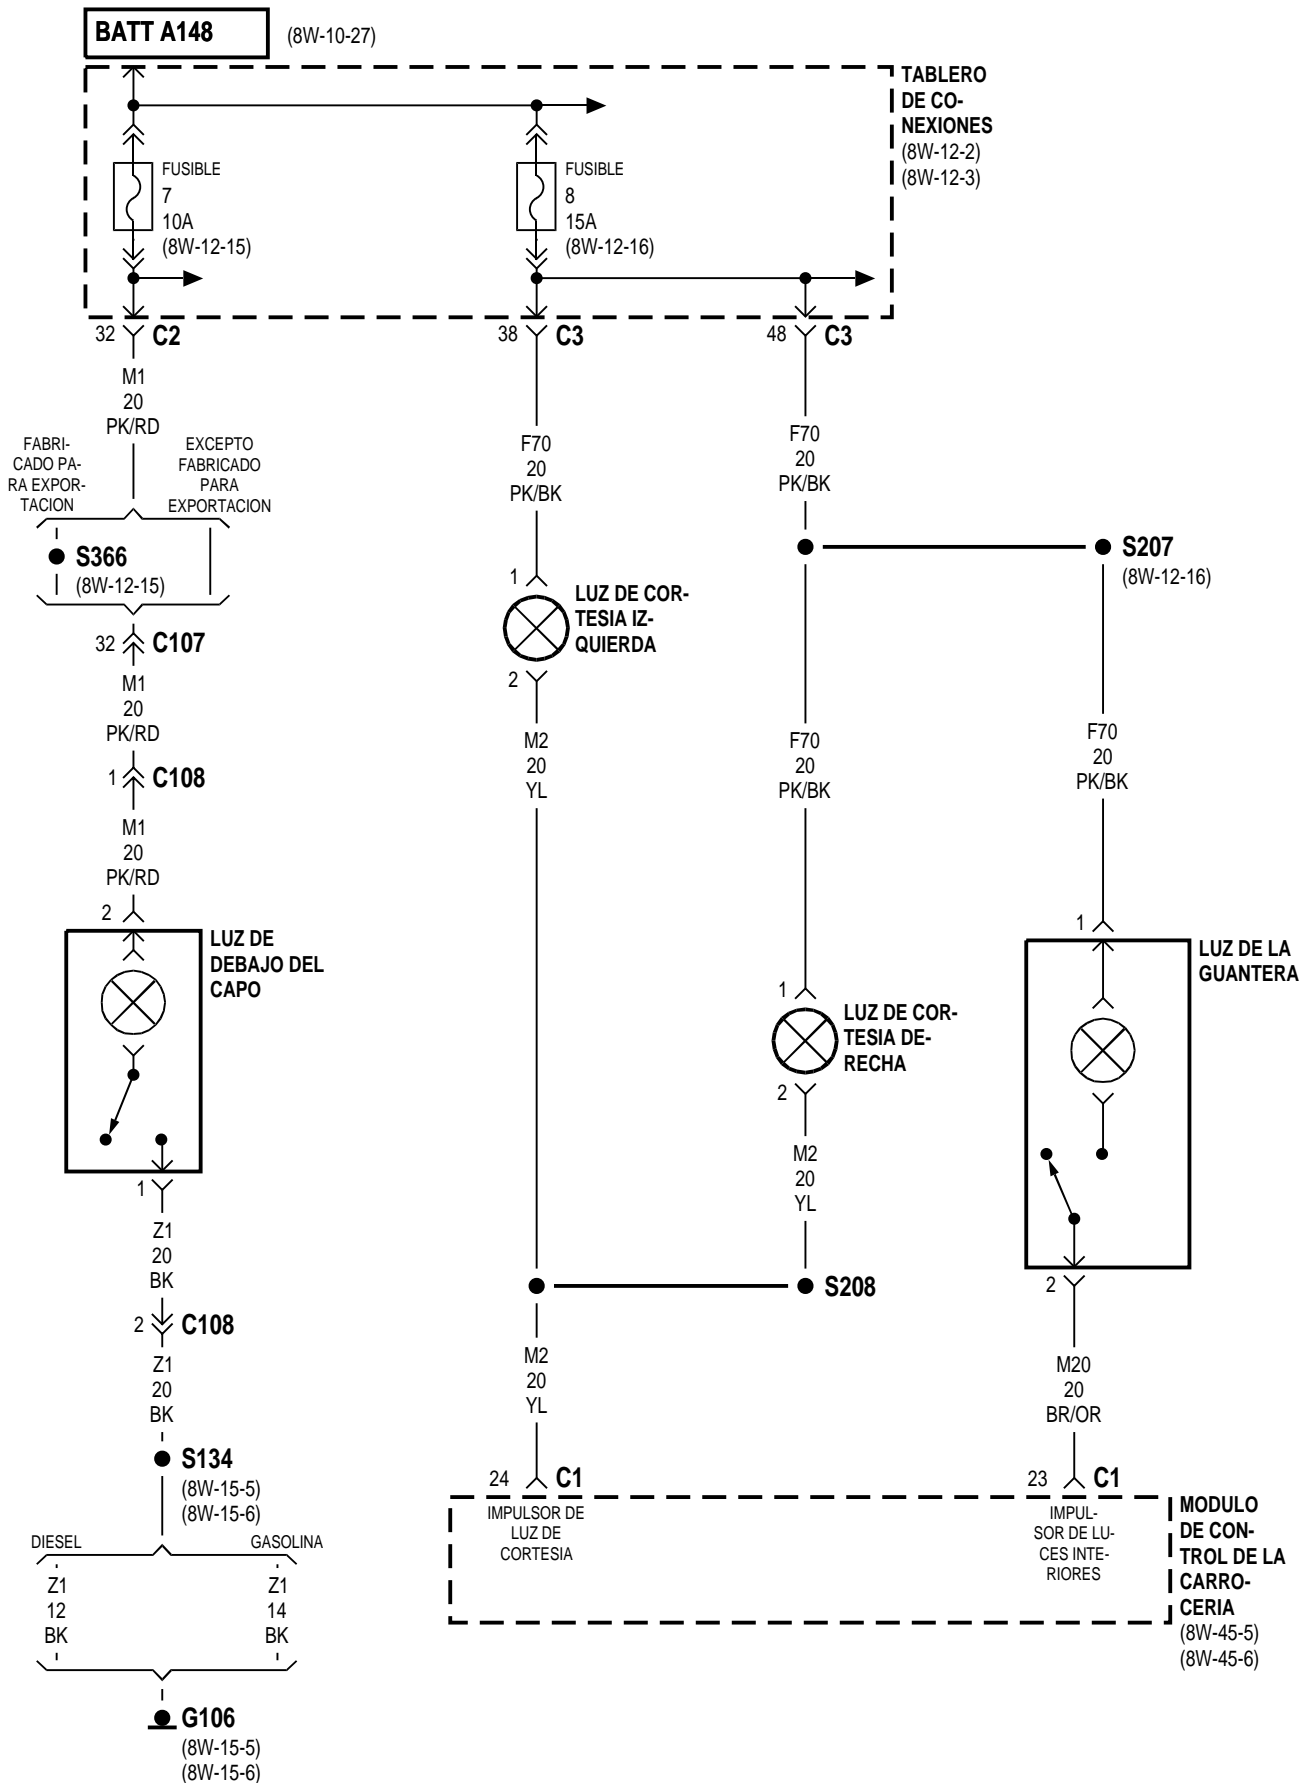 BATT A148
(8W-10-27)
TABLERO
DE CO-
NEXIONES
(8W-12-2)
(8W-12-3)
FUSIBLE
7
10A
(8W-12-15)
FUSIBLE
8
15A
(8W-12-16)
32
C2
38
C3
48
C3
M1
20
PK/RD
FABRI-
CADO PA-
RA EXPOR-
TACION
EXCEPTO
FABRICADO
PARA
EXPORTACION
F70
20
PK/BK
F70
20
PK/BK
S366
(8W-12-15)
S207
(8W-12-16)
1
LUZ DE COR-
TESIA IZ-
QUIERDA
2
32
C107
M1
20
PK/RD
M2
20
YL
F70
20
PK/BK
F70
20
PK/BK
1
C108
M1
20
PK/RD
2
LUZ DE
DEBAJO DEL
CAPO
1
LUZ DE LA
GUANTERA
1
LUZ DE COR-
TESIA DE-
RECHA
2
M2
20
YL
1
Z1
20
BK
2
C108
S208
2
Z1
20
BK
M2
20
YL
M20
20
BR/OR
S134
(8W-15-5)
(8W-15-6)
24
C1
23
C1
IMPULSOR DE
LUZ DE
CORTESIA
IMPUL-
SOR DE LU-
CES INTE-
RIORES
MODULO
DE CON-
TROL DE LA
CARRO-
CERIA
(8W-45-5)
(8W-45-6)
DIESEL
GASOLINA
Z1
12
BK
Z1
14
BK
G106
(8W-15-5)
(8W-15-6)